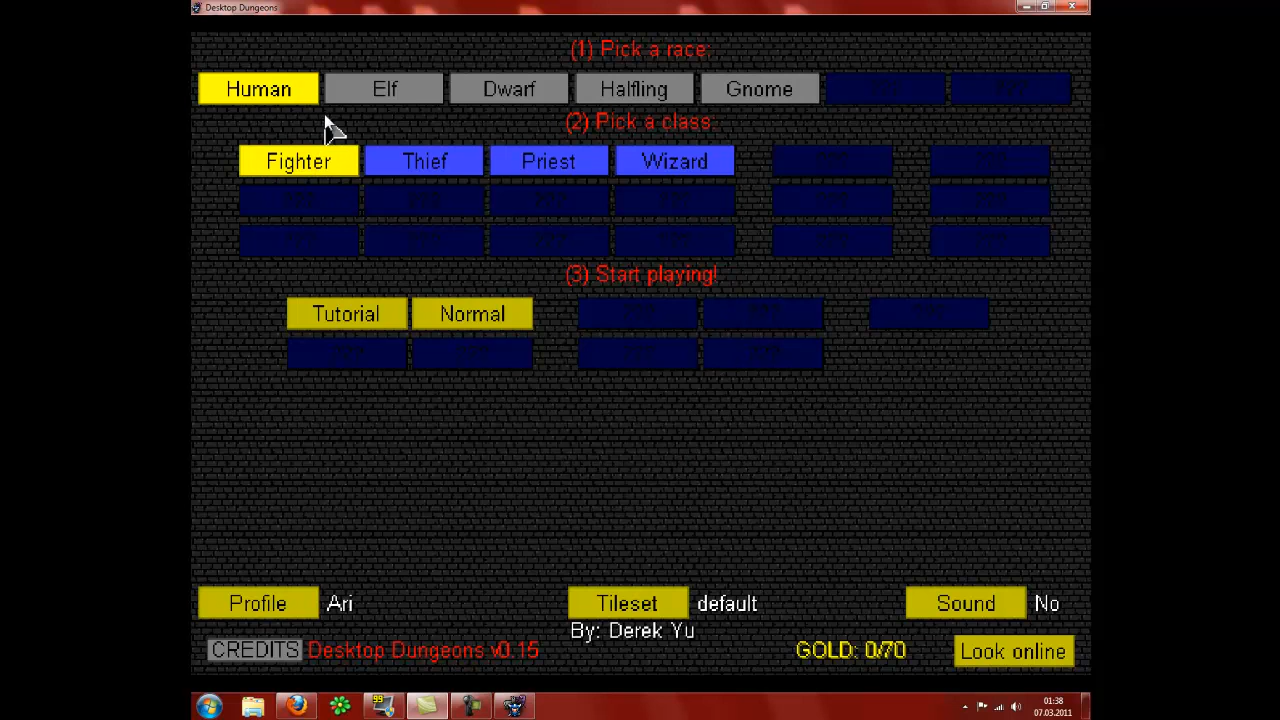 Desktop Dungeons
(1) Pick a race:
Human Elf Dwarf Halfling Gnome
(2) Pick a class:
Fighter Thief Priest Wizard
(3) Start playing!
Tutorial Normal
Profile Ari Tileset default Sound No
By: Derek Yu
CREDITS Desktop Dungeons v0.15 GOLD: 0/70 Look online
99
01:38
07.03.2011